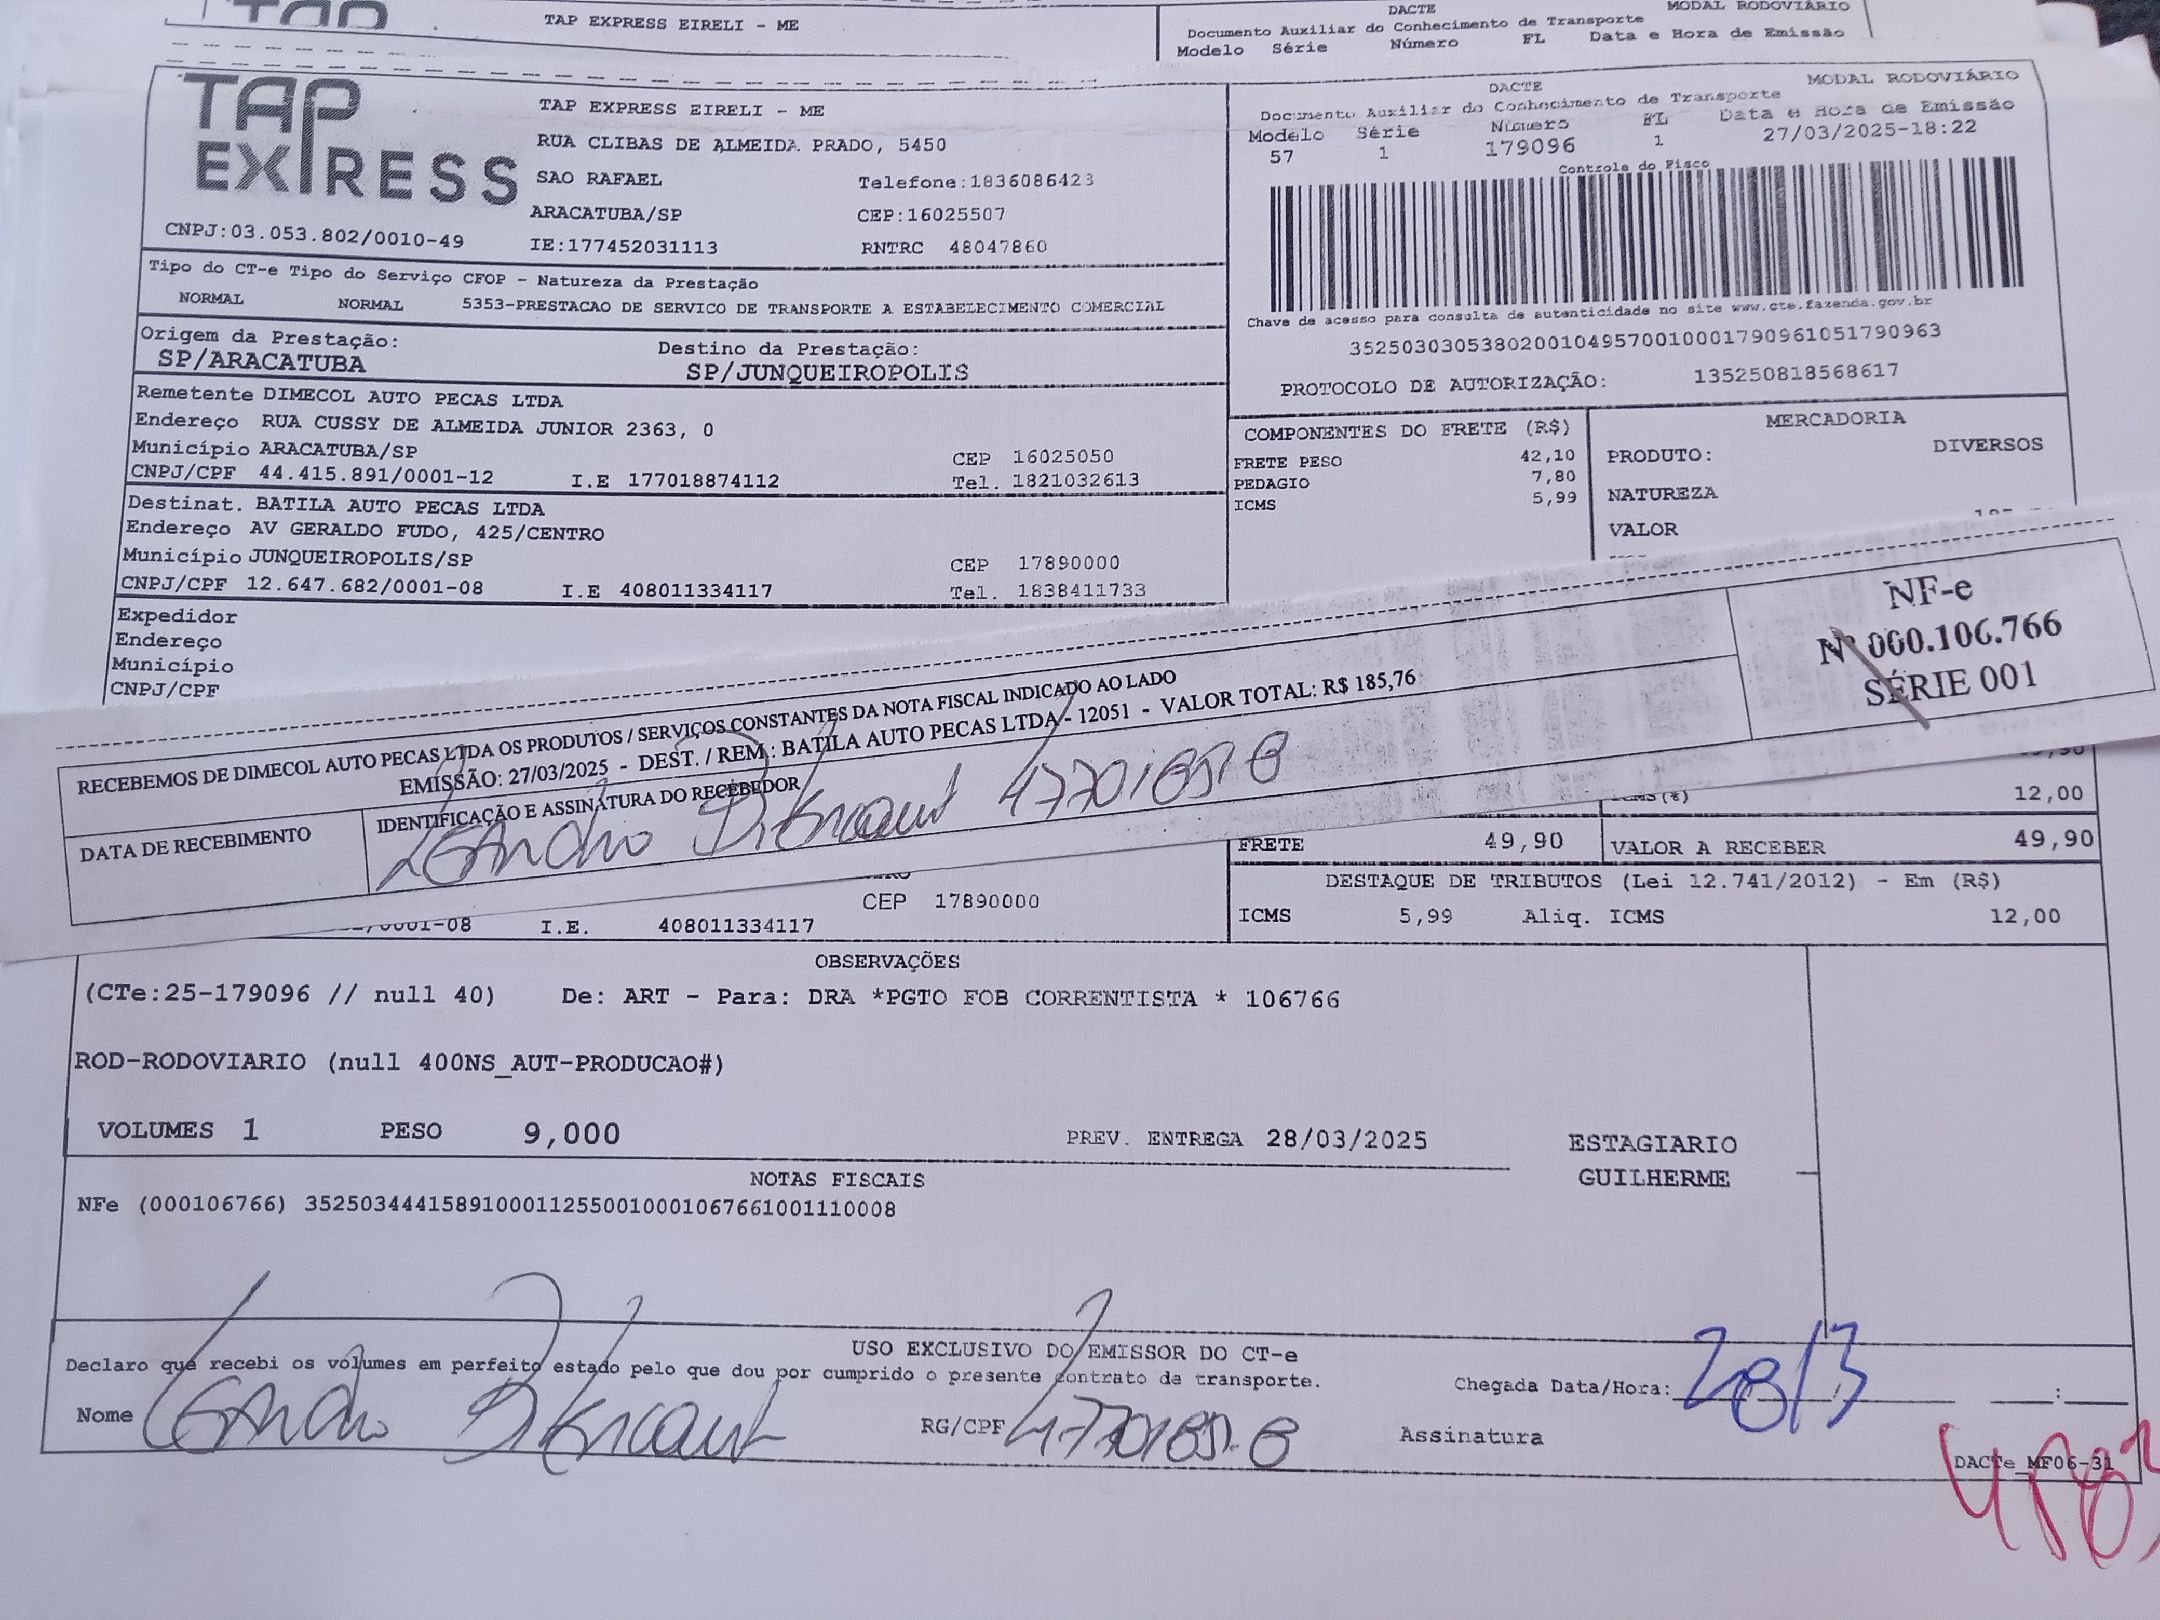 TAP EXPRESS EIRELI - ME
DACTE
MODAL RODOVIÁRIO
Documento Auxiliar do Conhecimento de Transporte
Modelo Série Número FL Data e Hora de Emissão
TAP EXPRESS
CNPJ:03.053.802/0010-49
TAP EXPRESS EIRELI - ME
RUA CLIBAS DE ALMEIDA PRADO, 5450
SAO RAFAEL Telefone:1836086423
ARACATUBA/SP CEP:16025507
IE:177452031113 RNTRC 48047860
DACTE
MODAL RODOVIÁRIO
Documento Auxiliar do Conhecimento de Transporte
Modelo Série Número FL Data e Hora de Emissão
57 1 179096 1 27/03/2025-18:22
Controle do Fisco
Chave de acesso para consulta de autenticidade no site www.cte.fazenda.gov.br
35250303053802001049570010001790961051790963
PROTOCOLO DE AUTORIZAÇÃO: 135250818568617
Tipo do CT-e Tipo do Serviço CFOP - Natureza da Prestação
NORMAL NORMAL 5353-PRESTACAO DE SERVICO DE TRANSPORTE A ESTABELECIMENTO COMERCIAL
Origem da Prestação: Destino da Prestação:
SP/ARACATUBA SP/JUNQUEIROPOLIS
Remetente DIMECOL AUTO PECAS LTDA
Endereço RUA CUSSY DE ALMEIDA JUNIOR 2363, 0
Município ARACATUBA/SP CEP 16025050
CNPJ/CPF 44.415.891/0001-12 I.E 177018874112 Tel. 1821032613
Destinat. BATILA AUTO PECAS LTDA
Endereço AV GERALDO FUDO, 425/CENTRO
Município JUNQUEIROPOLIS/SP CEP 17890000
CNPJ/CPF 12.647.682/0001-08 I.E 408011334117 Tel. 1838411733
Expedidor
Endereço
Município
CNPJ/CPF
COMPONENTES DO FRETE (R$)
FRETE PESO 42,10
PEDAGIO 7,80
ICMS 5,99
MERCADORIA
PRODUTO: DIVERSOS
NATUREZA
VALOR
RECEBEMOS DE DIMECOL AUTO PECAS LTDA OS PRODUTOS / SERVIÇOS CONSTANTES DA NOTA FISCAL INDICADO AO LADO
EMISSÃO: 27/03/2025 - DEST. / REM.: BATILA AUTO PECAS LTDA - 12051 - VALOR TOTAL: R$ 185,76
DATA DE RECEBIMENTO
IDENTIFICAÇÃO E ASSINATURA DO RECEBEDOR
NF-e
Nº 000.106.766
SÉRIE 001
ICMS(%) 12,00
FRETE 49,90 VALOR A RECEBER 49,90
DESTAQUE DE TRIBUTOS (Lei 12.741/2012) - Em (R$)
ICMS 5,99 Aliq. ICMS 12,00
CEP 17890000
/0001-08 I.E. 408011334117
OBSERVAÇÕES
(CTe:25-179096 // null 40) De: ART - Para: DRA *PGTO FOB CORRENTISTA * 106766
ROD-RODOVIARIO (null 400NS_AUT-PRODUCAO#)
VOLUMES 1 PESO 9,000 PREV. ENTREGA 28/03/2025
ESTAGIARIO
GUILHERME
NOTAS FISCAIS
NFe (000106766) 35250344415891000112550010001067661001110008
USO EXCLUSIVO DO EMISSOR DO CT-e
Declaro que recebi os volumes em perfeito estado pelo que dou por cumprido o presente contrato de transporte.
Chegada Data/Hora: 28/3
Nome Leandro
RG/CPF
Assinatura
DACTe_MF06-31